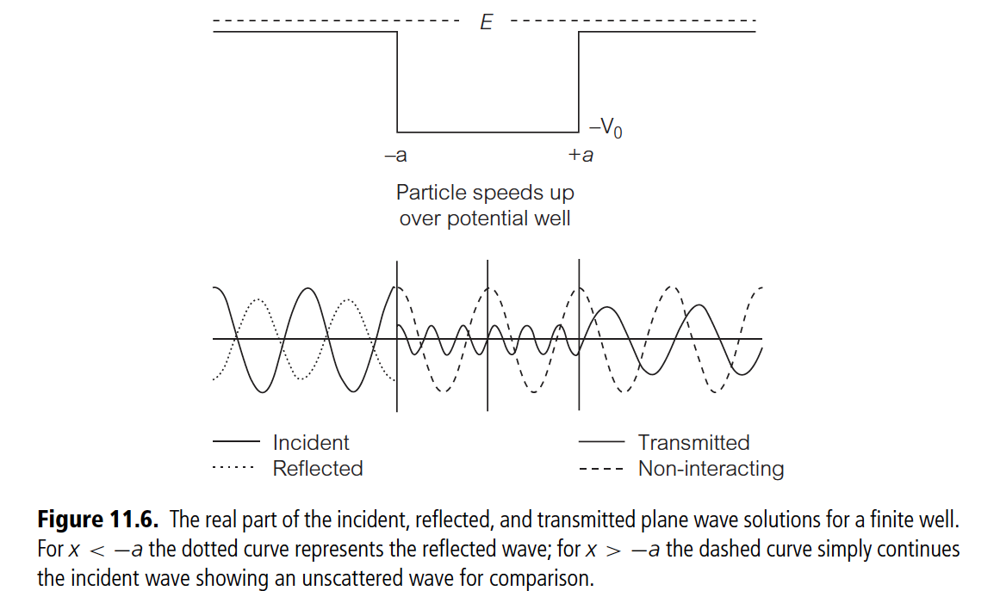 E
–V0
–a
+a
Particle speeds up
over potential well
Incident
Transmitted
Reflected
Non-interacting
Figure 11.6. The real part of the incident, reflected, and transmitted plane wave solutions for a finite well.
For x < −a the dotted curve represents the reflected wave; for x > −a the dashed curve simply continues
the incident wave showing an unscattered wave for comparison.